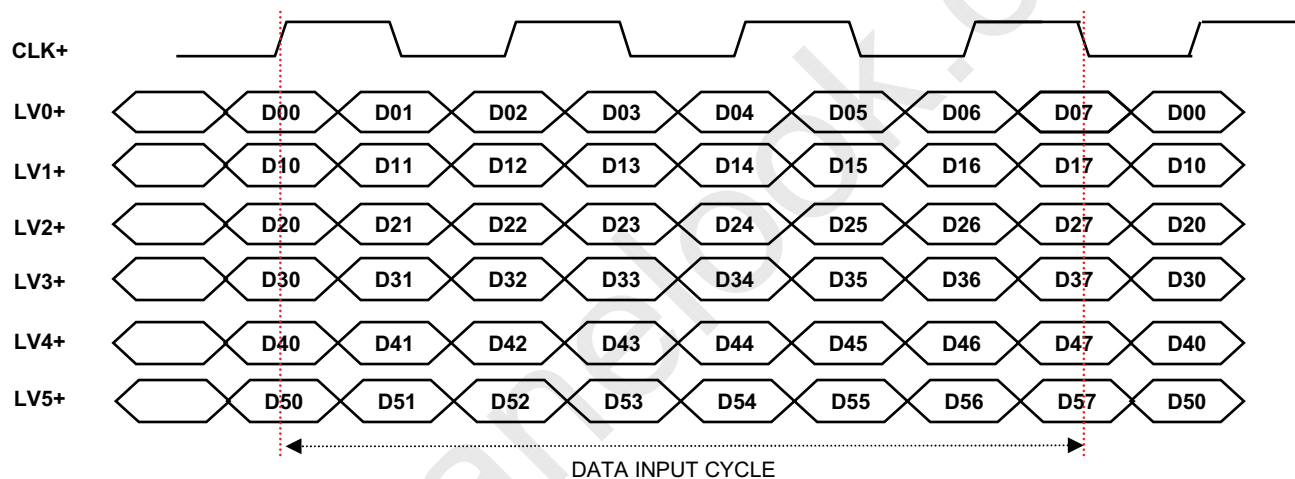 CLK+
LV0+ D00 D01 D02 D03 D04 D05 D06 D07 D00
LV1+ D10 D11 D12 D13 D14 D15 D16 D17 D10
LV2+ D20 D21 D22 D23 D24 D25 D26 D27 D20
LV3+ D30 D31 D32 D33 D34 D35 D36 D37 D30
LV4+ D40 D41 D42 D43 D44 D45 D46 D47 D40
LV5+ D50 D51 D52 D53 D54 D55 D56 D57 D50
DATA INPUT CYCLE